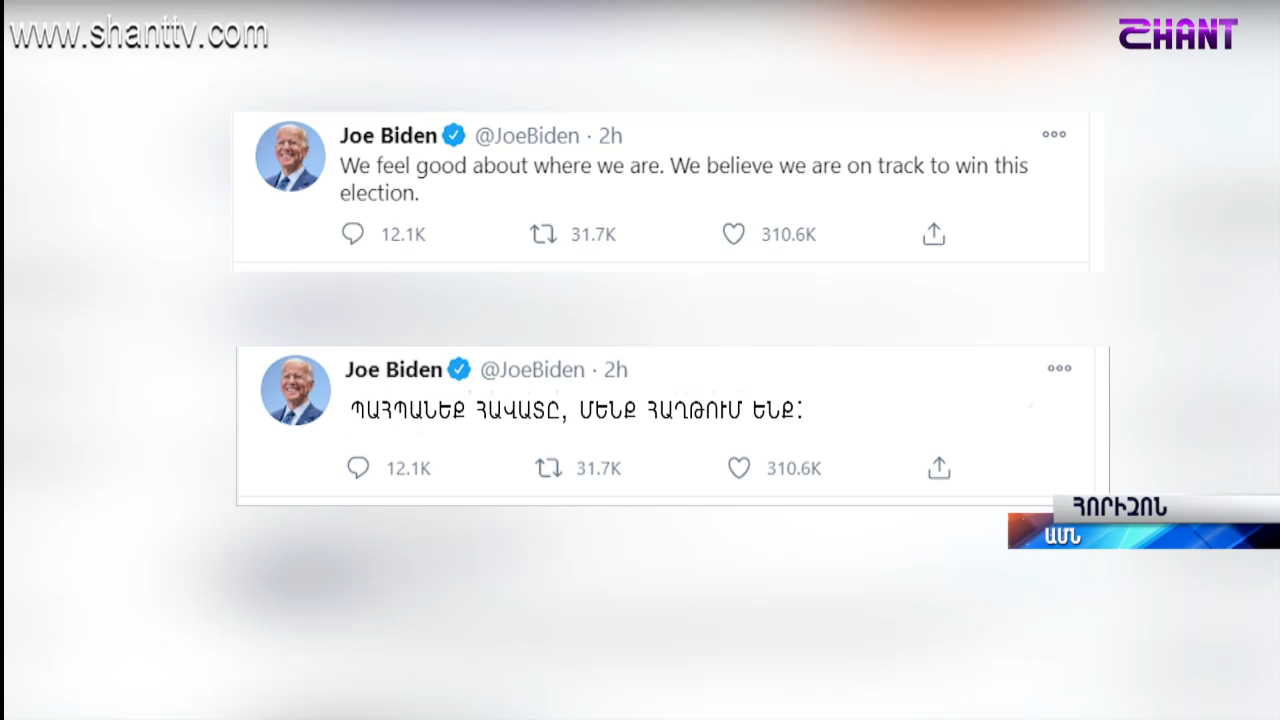 www.shanttv.com
SHANT
Joe Biden @JoeBiden · 2h
We feel good about where we are. We believe we are on track to win this
election.
12.1K 31.7K 310.6K
Joe Biden @JoeBiden · 2h
ՊԱՀՊԱՆԵՔ ՀԱՎԱՏԸ, ՄԵՆՔ ՀԱՂԹՈՒՄ ԵՆՔ:
12.1K 31.7K 310.6K
ՀՈՐԻԶՈՆ
ԱՄՆ